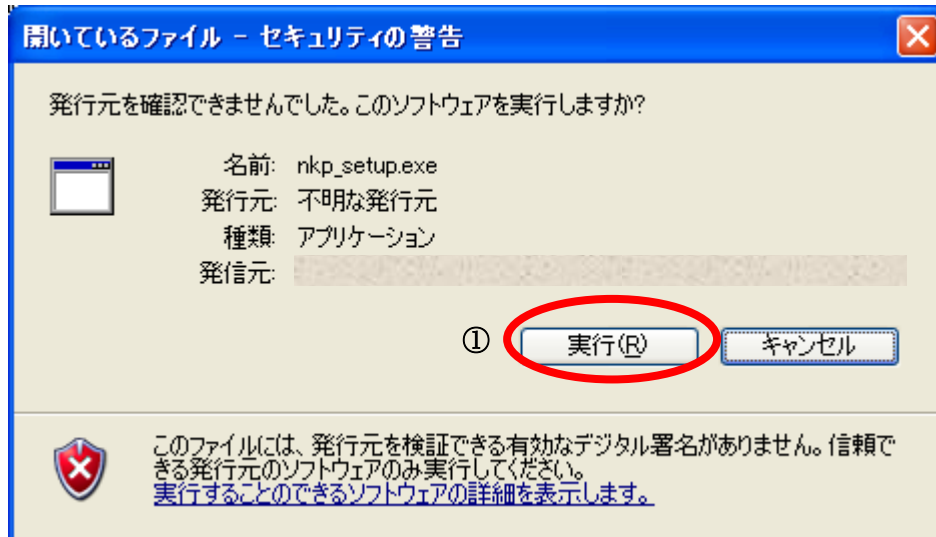 開いているファイル - セキュリティの警告
発行元を確認できませんでした。このソフトウェアを実行しますか?
名前: nkp_setup.exe
発行元: 不明な発行元
種類: アプリケーション
発信元:
① 実行(R) キャンセル
このファイルには、発行元を検証できる有効なデジタル署名がありません。信頼で
きる発行元のソフトウェアのみ実行してください。
実行することのできるソフトウェアの詳細を表示します。